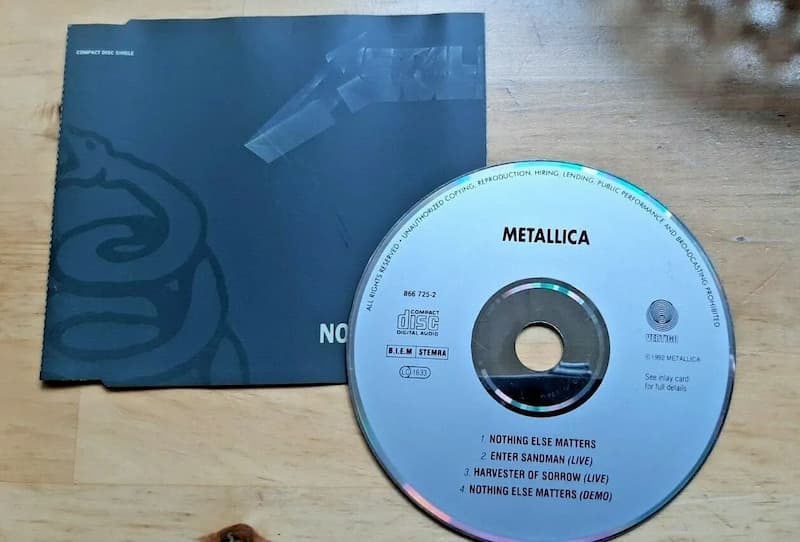 COMPACT DISC SINGLE
NO
ALL RIGHTS RESERVED • UNAUTHORIZED COPYING, REPRODUCTION, HIRING, LENDING, PUBLIC PERFORMANCE AND BROADCASTING PROHIBITED
METALLICA
866 725-2
COMPACT
disc
DIGITAL AUDIO
B.I.E.M STEMRA
LC 1633
VERTIGO
© 1992 METALLICA
See inlay card
for full details
1. NOTHING ELSE MATTERS
2. ENTER SANDMAN (LIVE)
3. HARVESTER OF SORROW (LIVE)
4. NOTHING ELSE MATTERS (DEMO)